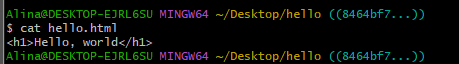 Alina@DESKTOP-EJRL6SU MINGW64 ~/Desktop/hello ((8464bf7...))
$ cat hello.html
<h1>Hello, world</h1>
Alina@DESKTOP-EJRL6SU MINGW64 ~/Desktop/hello ((8464bf7...))